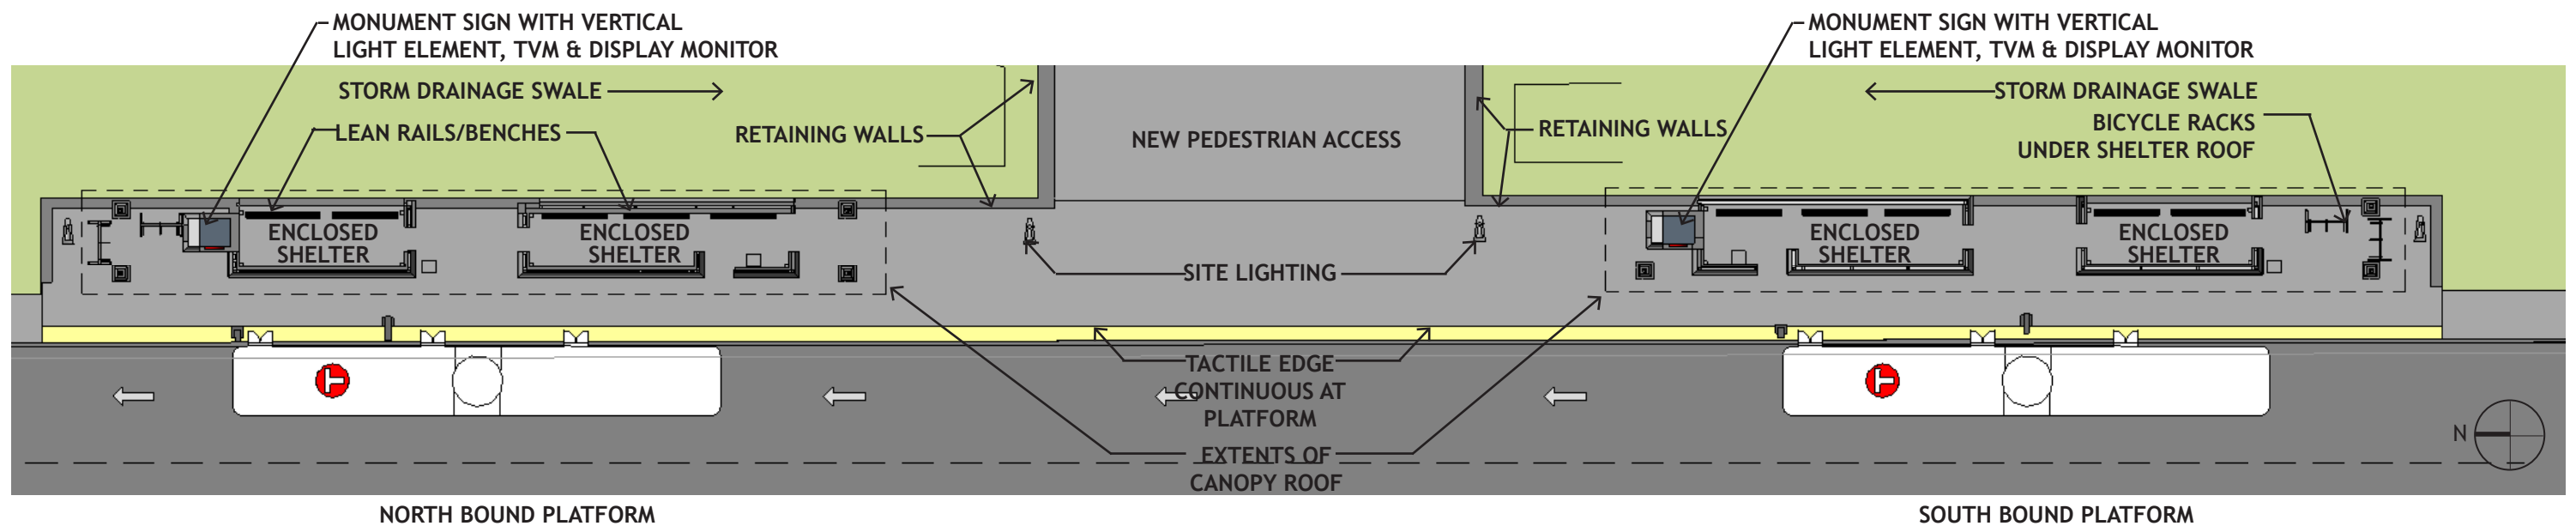 MONUMENT SIGN WITH VERTICAL
LIGHT ELEMENT, TVM & DISPLAY MONITOR
MONUMENT SIGN WITH VERTICAL
LIGHT ELEMENT, TVM & DISPLAY MONITOR
STORM DRAINAGE SWALE
STORM DRAINAGE SWALE
LEAN RAILS/BENCHES
RETAINING WALLS
NEW PEDESTRIAN ACCESS
RETAINING WALLS
BICYCLE RACKS
UNDER SHELTER ROOF
ENCLOSED
SHELTER
ENCLOSED
SHELTER
ENCLOSED
SHELTER
ENCLOSED
SHELTER
SITE LIGHTING
TACTILE EDGE
CONTINUOUS AT
PLATFORM
T
T
N
EXTENTS OF
CANOPY ROOF
NORTH BOUND PLATFORM
SOUTH BOUND PLATFORM